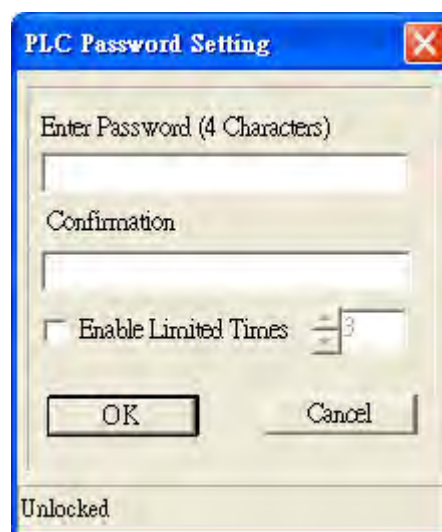 PLC Password Setting
Enter Password (4 Characters)
Confirmation
Enable Limited Times 3
OK Cancel
Unlocked